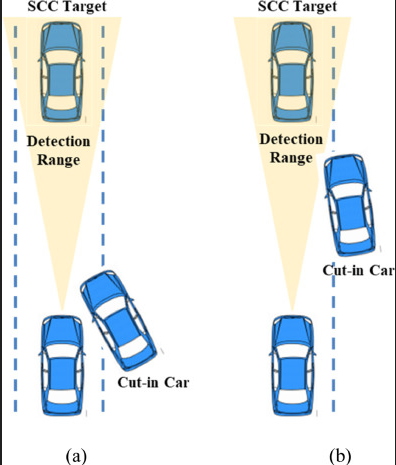 SCC Target
Detection
Range
Cut-in Car
(a)
SCC Target
Detection
Range
Cut-in Car
(b)